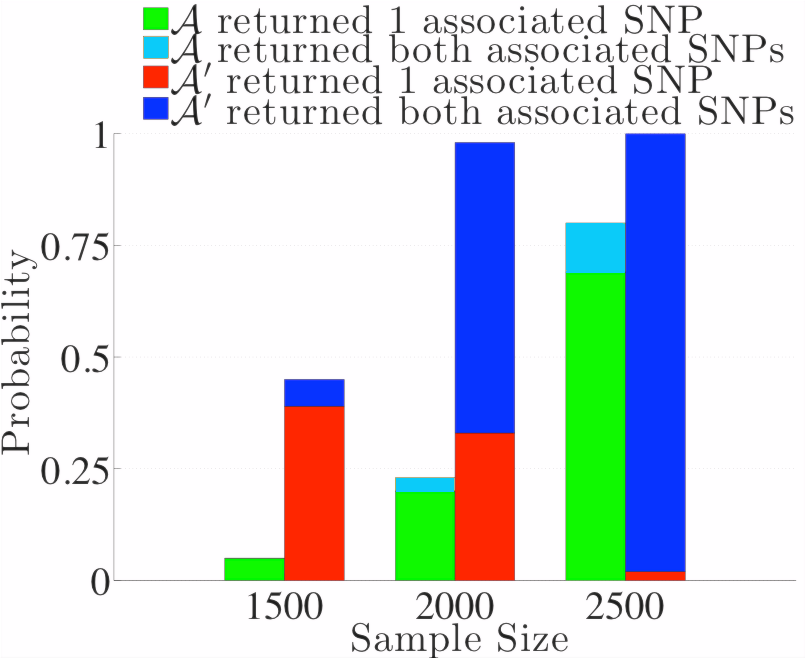 𝒜 returned 1 associated SNP
𝒜 returned both associated SNPs
𝒜′ returned 1 associated SNP
𝒜′ returned both associated SNPs
1
0.75
0.5
0.25
0
Probability
1500 2000 2500
Sample Size